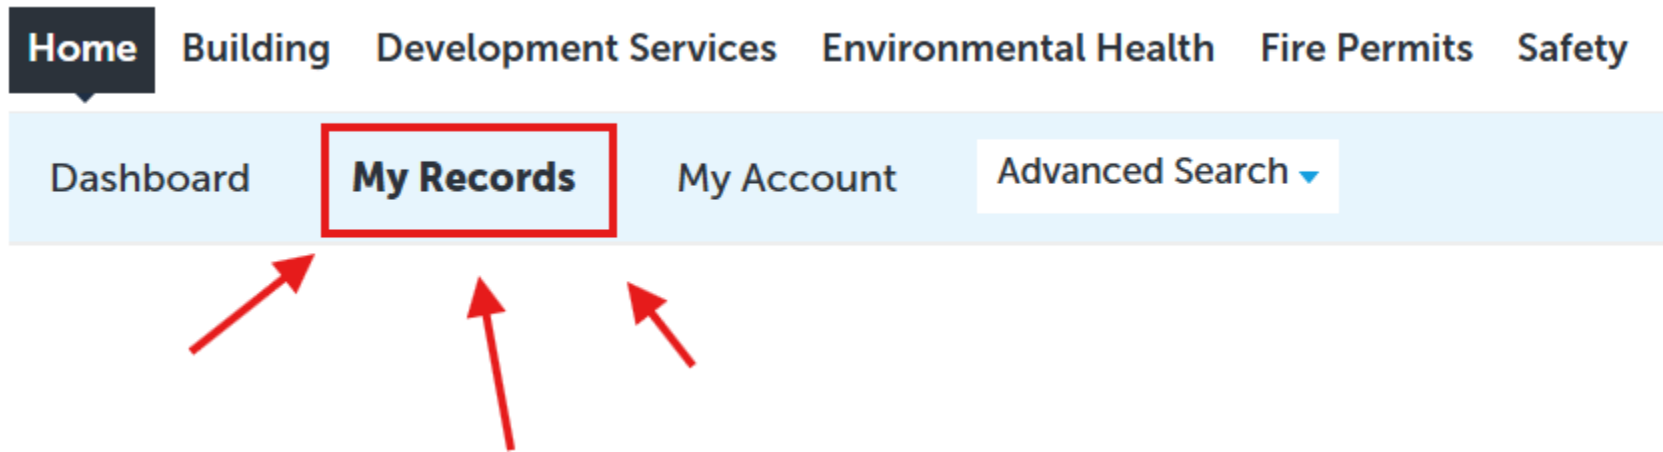 Home Building Development Services Environmental Health Fire Permits Safety
Dashboard My Records My Account Advanced Search